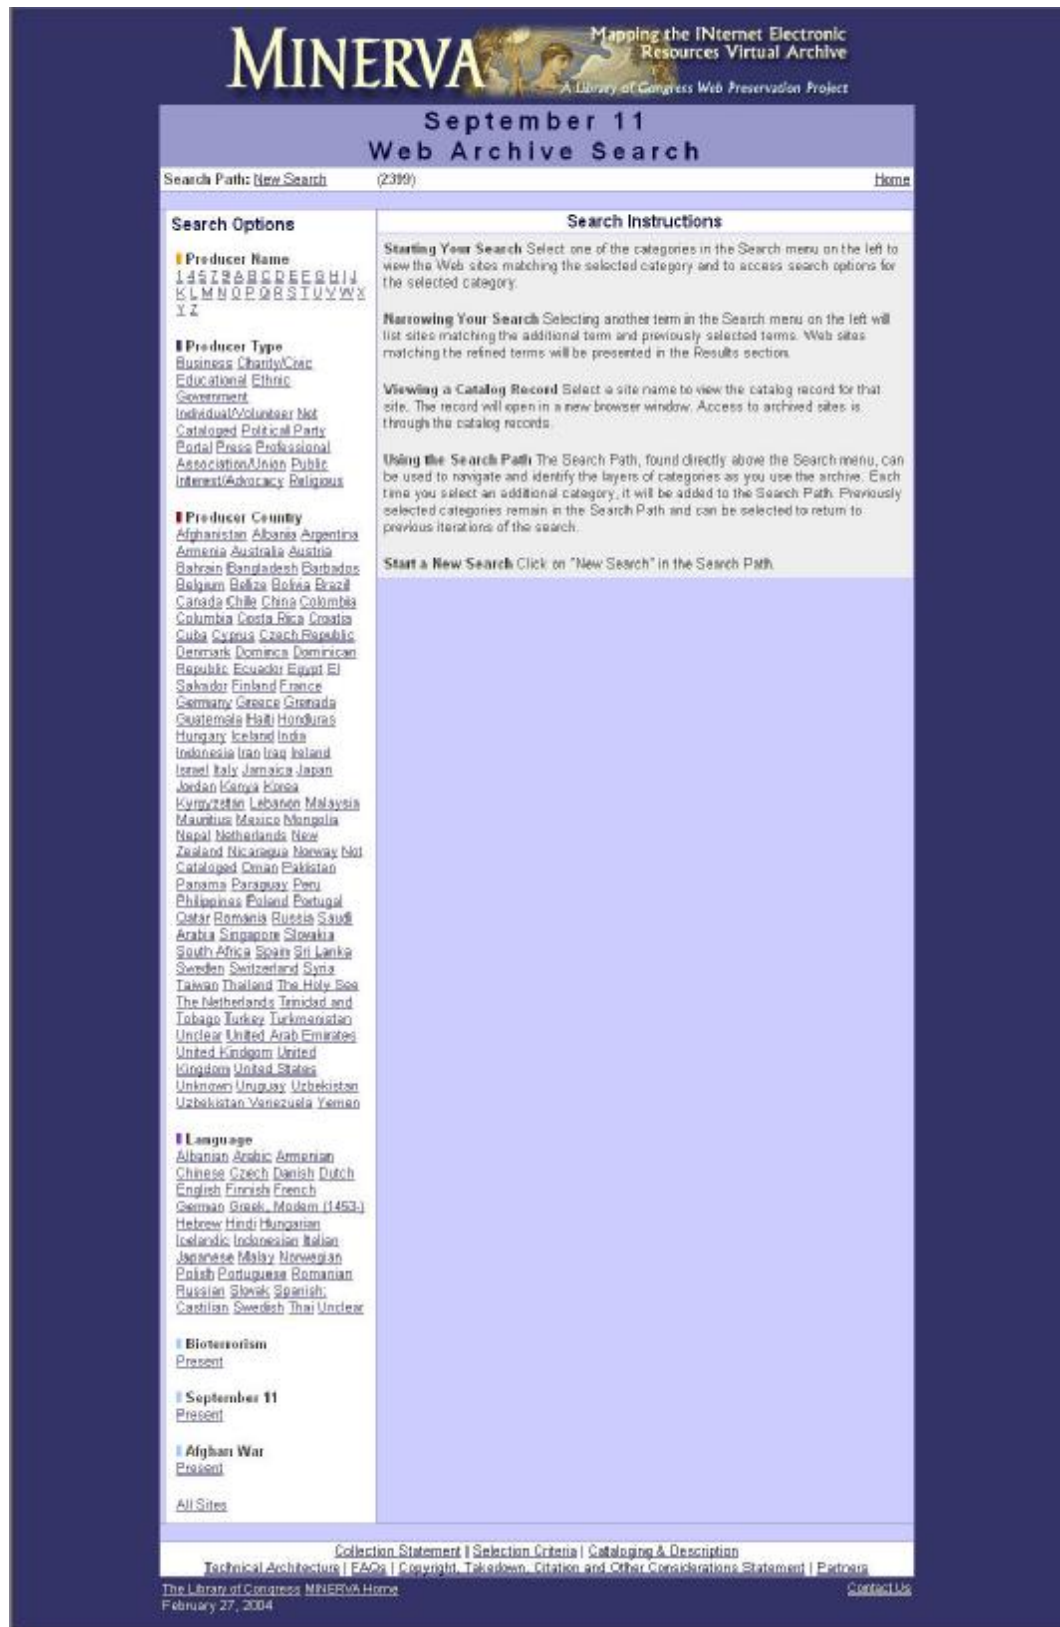 MINERVA
Mapping the INternet Electronic
Resources Virtual Archive
A Library of Congress Web Preservation Project
September 11
Web Archive Search
Search Path: New Search (2399) Home
Search Options
Producer Name
1 4 5 7 9 A B C D E F G H I J
K L M N O P Q R S T U V W X
Y Z
Producer Type
Business Charity/Civic
Educational Ethnic
Government
Individual/Volunteer Not
Cataloged Political Party
Portal Press Professional
Association/Union Public
Interest/Advocacy Religious
Producer Country
Afghanistan Albania Argentina
Armenia Australia Austria
Bahrain Bangladesh Barbados
Belgium Belize Bolivia Brazil
Canada Chile China Colombia
Columbia Costa Rica Croatia
Cuba Cyprus Czech Republic
Denmark Dominca Dominican
Republic Ecuador Egypt El
Salvador Finland France
Germany Greece Grenada
Guatemala Haiti Honduras
Hungary Iceland India
Indonesia Iran Iraq Ireland
Israel Italy Jamaica Japan
Jordan Kenya Korea
Kyrgyzstan Lebanon Malaysia
Mauritius Mexico Mongolia
Nepal Netherlands New
Zealand Nicaragua Norway Not
Cataloged Oman Pakistan
Panama Paraguay Peru
Philippines Poland Portugal
Qatar Romania Russia Saudi
Arabia Singapore Slovakia
South Africa Spain Sri Lanka
Sweden Switzerland Syria
Taiwan Thailand The Holy See
The Netherlands Trinidad and
Tobago Turkey Turkmenistan
Unclear United Arab Emirates
United Kindgom United
Kingdom United States
Unknown Uruguay Uzbekistan
Uzbekistan Venezuela Yemen
Language
Albanian Arabic Armenian
Chinese Czech Danish Dutch
English Finnish French
German Greek, Modern (1453-)
Hebrew Hindi Hungarian
Icelandic Indonesian Italian
Japanese Malay Norwegian
Polish Portuguese Romanian
Russian Slovak Spanish;
Castilian Swedish Thai Unclear
Bioterrorism
Present
September 11
Present
Afghan War
Present
All Sites
Search Instructions
Starting Your Search Select one of the categories in the Search menu on the left to
view the Web sites matching the selected category and to access search options for
the selected category.
Narrowing Your Search Selecting another term in the Search menu on the left will
list sites matching the additional term and previously selected terms. Web sites
matching the refined terms will be presented in the Results section.
Viewing a Catalog Record Select a site name to view the catalog record for that
site. The record will open in a new browser window. Access to archived sites is
through the catalog records.
Using the Search Path The Search Path, found directly above the Search menu, can
be used to navigate and identify the layers of categories as you use the archive. Each
time you select an additional category, it will be added to the Search Path. Previously
selected categories remain in the Search Path and can be selected to return to
previous iterations of the search.
Start a New Search Click on "New Search" in the Search Path.
Collection Statement | Selection Criteria | Cataloging & Description
Technical Architecture | FAQs | Copyright, Takedown, Citation and Other Considerations Statement | Partners
The Library of Congress MINERVA Home Contact Us
February 27, 2004